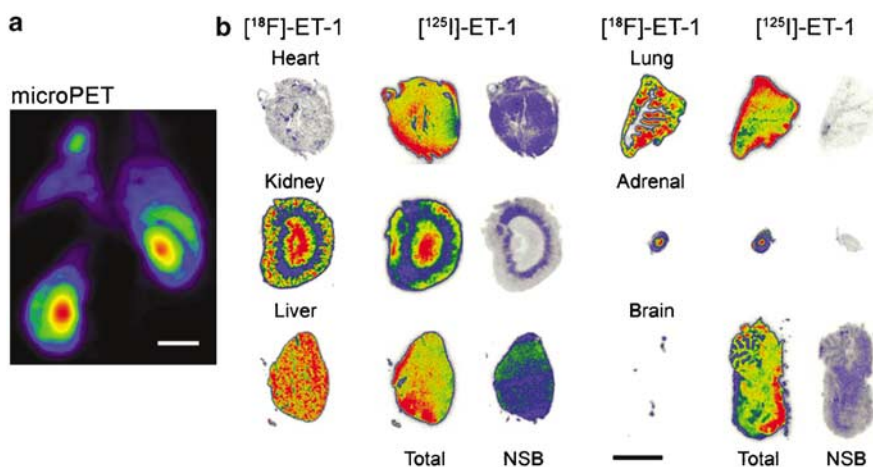 a
microPET
b
[¹⁸F]-ET-1 [¹²⁵I]-ET-1 [¹⁸F]-ET-1 [¹²⁵I]-ET-1
Heart Lung
Kidney Adrenal
Liver Brain
Total NSB Total NSB